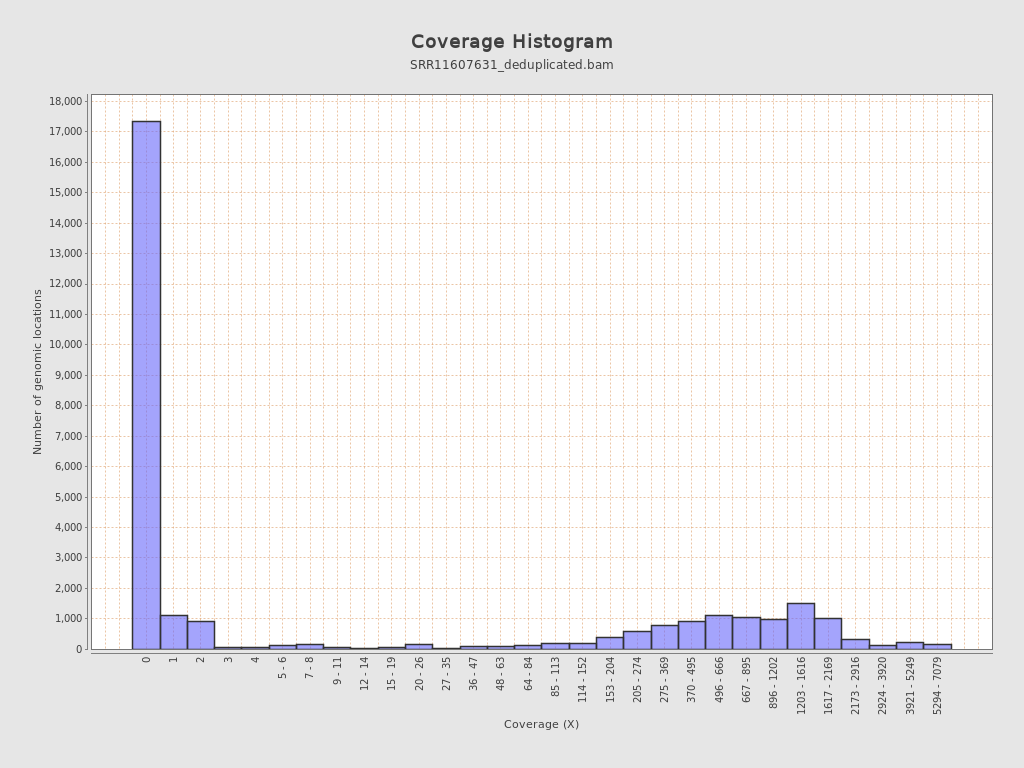 Coverage Histogram
SRR11607631_deduplicated.bam
18,000
17,000
16,000
15,000
14,000
13,000
12,000
11,000
10,000
9,000
8,000
7,000
6,000
5,000
4,000
3,000
2,000
1,000
0
Number of genomic locations
0
1
2
3
4
5 - 6
7 - 8
9 - 11
12 - 14
15 - 19
20 - 26
27 - 35
36 - 47
48 - 63
64 - 84
85 - 113
114 - 152
153 - 204
205 - 274
275 - 369
370 - 495
496 - 666
667 - 895
896 - 1202
1203 - 1616
1617 - 2169
2173 - 2916
2924 - 3920
3921 - 5249
5294 - 7079
Coverage (X)